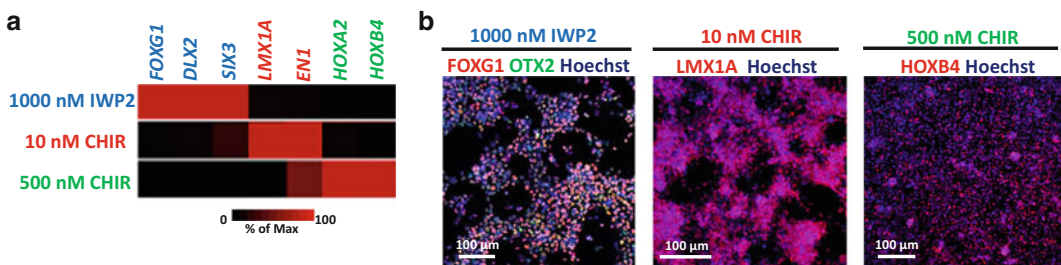 a
FOXG1 DLX2 SIX3 LMX1A EN1 HOXA2 HOXB4
1000 nM IWP2
10 nM CHIR
500 nM CHIR
0 100
% of Max
b
1000 nM IWP2
FOXG1 OTX2 Hoechst
100 µm
10 nM CHIR
LMX1A Hoechst
100 µm
500 nM CHIR
HOXB4 Hoechst
100 µm